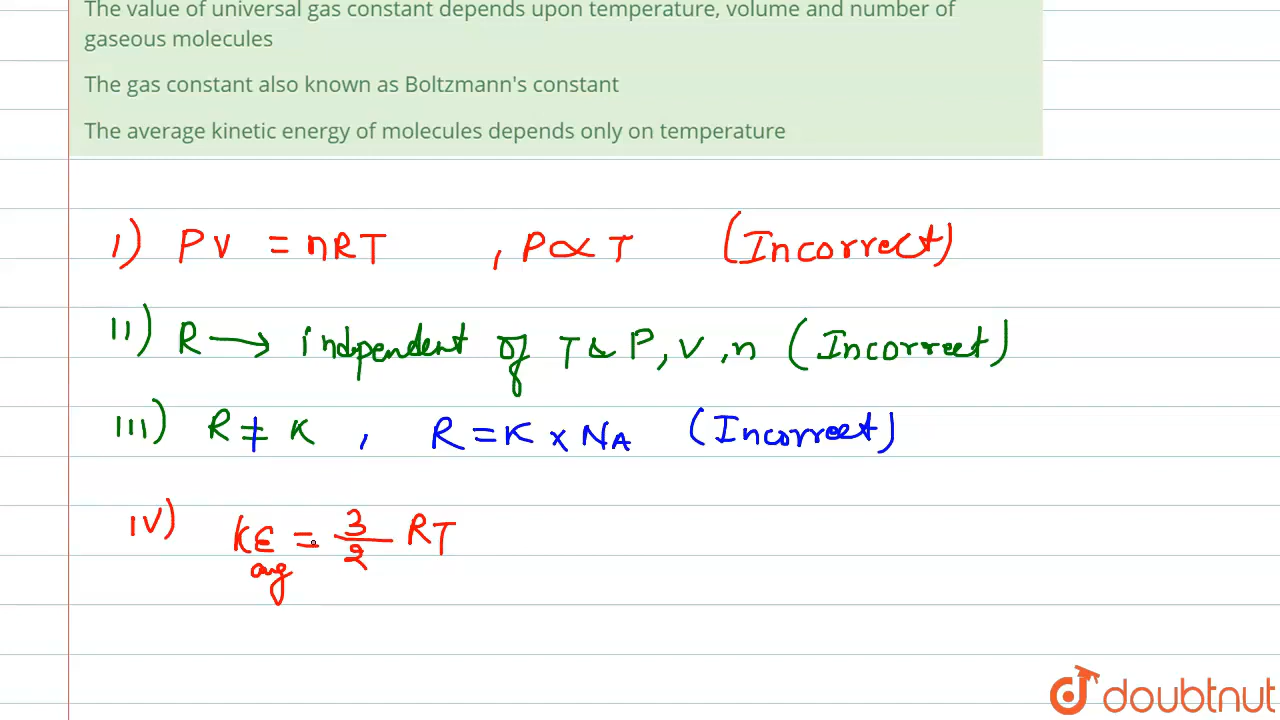 The value of universal gas constant depends upon temperature, volume and number of
gaseous molecules
The gas constant also known as Boltzmann's constant
The average kinetic energy of molecules depends only on temperature
I) PV = nRT , P ∝ T (Incorrect)
II) R → independent of T & P, V, n (Incorrect)
III) R ≠ K , R = K × NA (Incorrect)
IV) KE avg = 3/2 RT
doubtnut